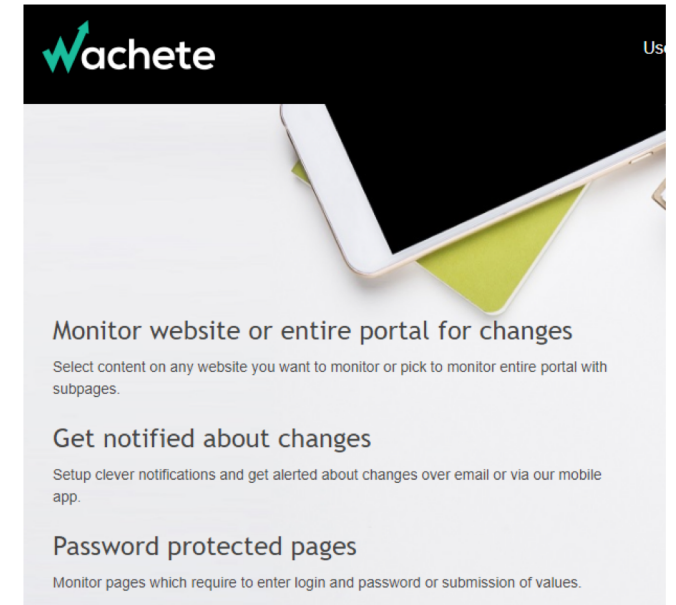 Wachete
Monitor website or entire portal for changes
Select content on any website you want to monitor or pick to monitor entire portal with
subpages.
Get notified about changes
Setup clever notifications and get alerted about changes over email or via our mobile
app.
Password protected pages
Monitor pages which require to enter login and password or submission of values.